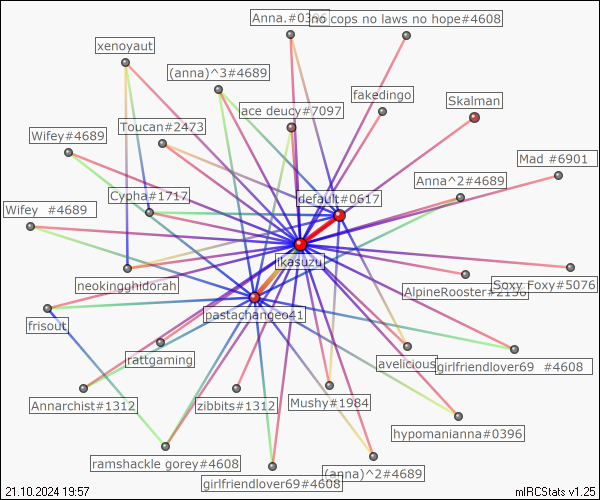 Anna.#0396
no cops no laws no hope#4608
xenoyaut
(anna)^3#4689
fakedingo
Skalman
ace deucy#7097
Toucan#2473
Wifey#4689
Mad #6901
Anna^2#4689
Cypha#1717
default#0617
Wifey #4689
ikasuzu
neokingghidorah
AlpineRooster#2150
Soxy Foxy#5076
pastachangeo41
frisout
rattgaming
avelicious
girlfriendlover69 #4608
Annarchist#1312
zibbits#1312
Mushy#1984
hypomanianna#0396
ramshackle gorey#4608
(anna)^2#4689
girlfriendlover69#4608
21.10.2024 19:57
mIRCStats v1.25